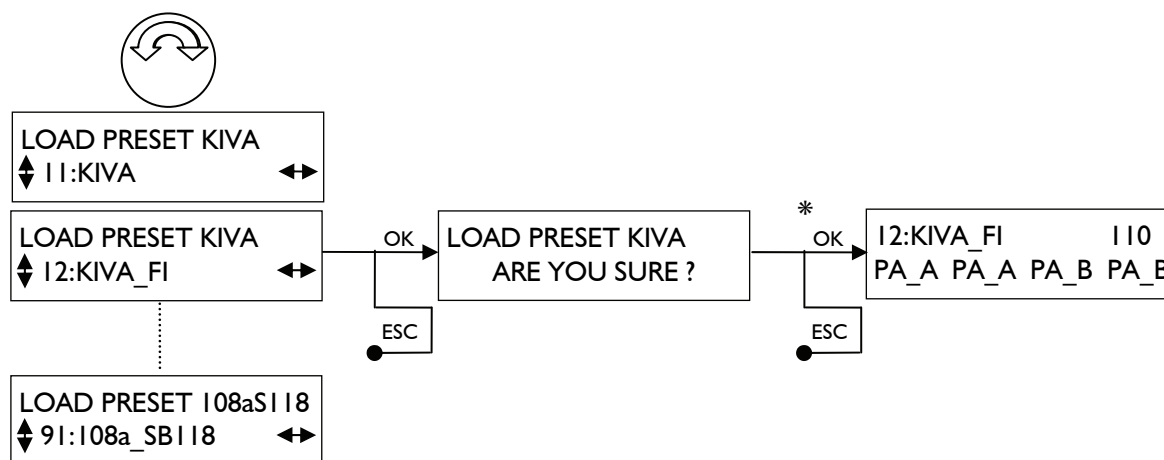 LOAD PRESET KIVA
11:KIVA
LOAD PRESET KIVA
12:KIVA_FI
OK
ESC
LOAD PRESET KIVA
ARE YOU SURE ?
*
OK
ESC
12:KIVA_FI 110
PA_A PA_A PA_B PA_B
LOAD PRESET 108aS118
91:108a_SB118